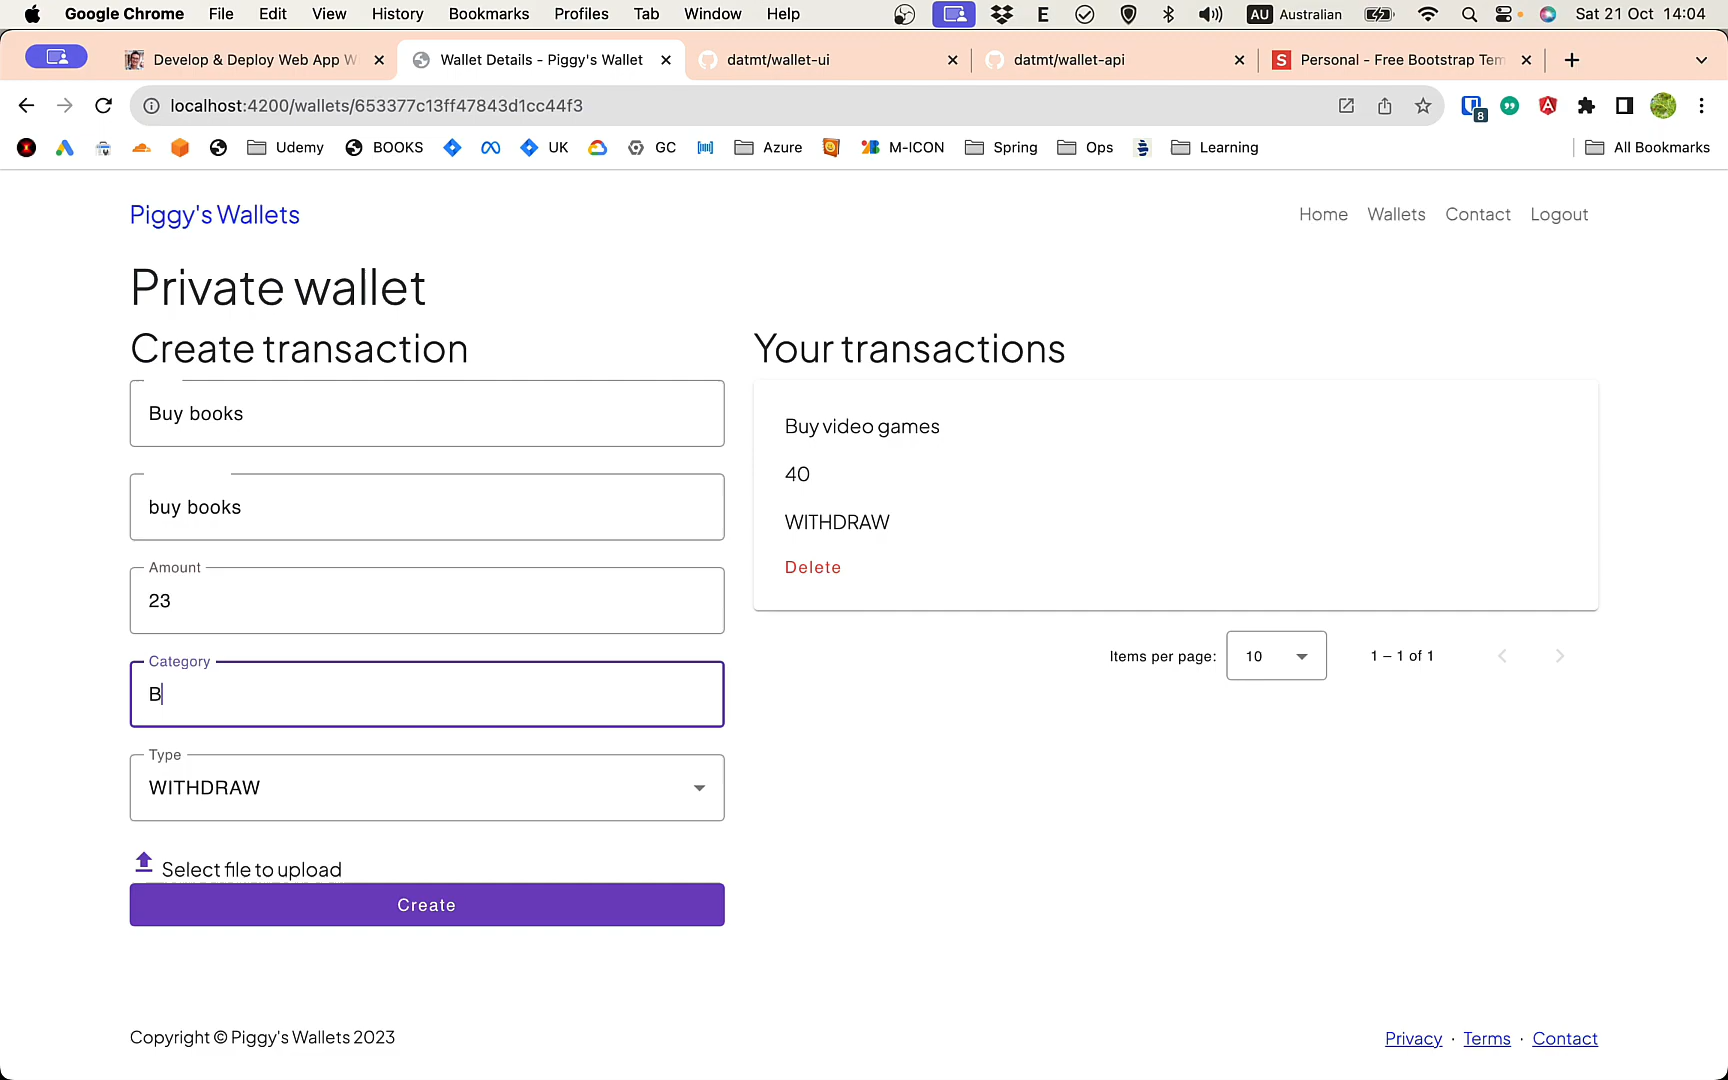 Google Chrome File Edit View History Bookmarks Profiles Tab Window Help E AU Australian Sat 21 Oct 14:04
Develop & Deploy Web App W Wallet Details - Piggy's Wallet datmt/wallet-ui datmt/wallet-api S Personal - Free Bootstrap Tem
localhost:4200/wallets/653377c13ff47843d1cc44f3 8
Udemy BOOKS UK GC Azure M-ICON Spring Ops Learning All Bookmarks
Piggy's Wallets Home Wallets Contact Logout
Private wallet
Create transaction
Buy books
buy books
Amount
23
Category
B
Type
WITHDRAW
Select file to upload
Create
Your transactions
Buy video games
40
WITHDRAW
Delete
Items per page: 10 1 – 1 of 1
Copyright © Piggy's Wallets 2023 Privacy · Terms · Contact